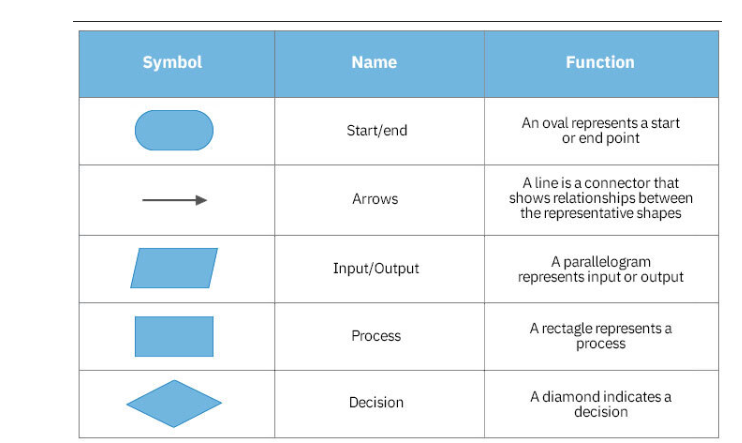 Symbol
Name
Function
Start/end
An oval represents a start
or end point
Arrows
A line is a connector that
shows relationships between
the representative shapes
Input/Output
A parallelogram
represents input or output
Process
A rectagle represents a
process
Decision
A diamond indicates a
decision